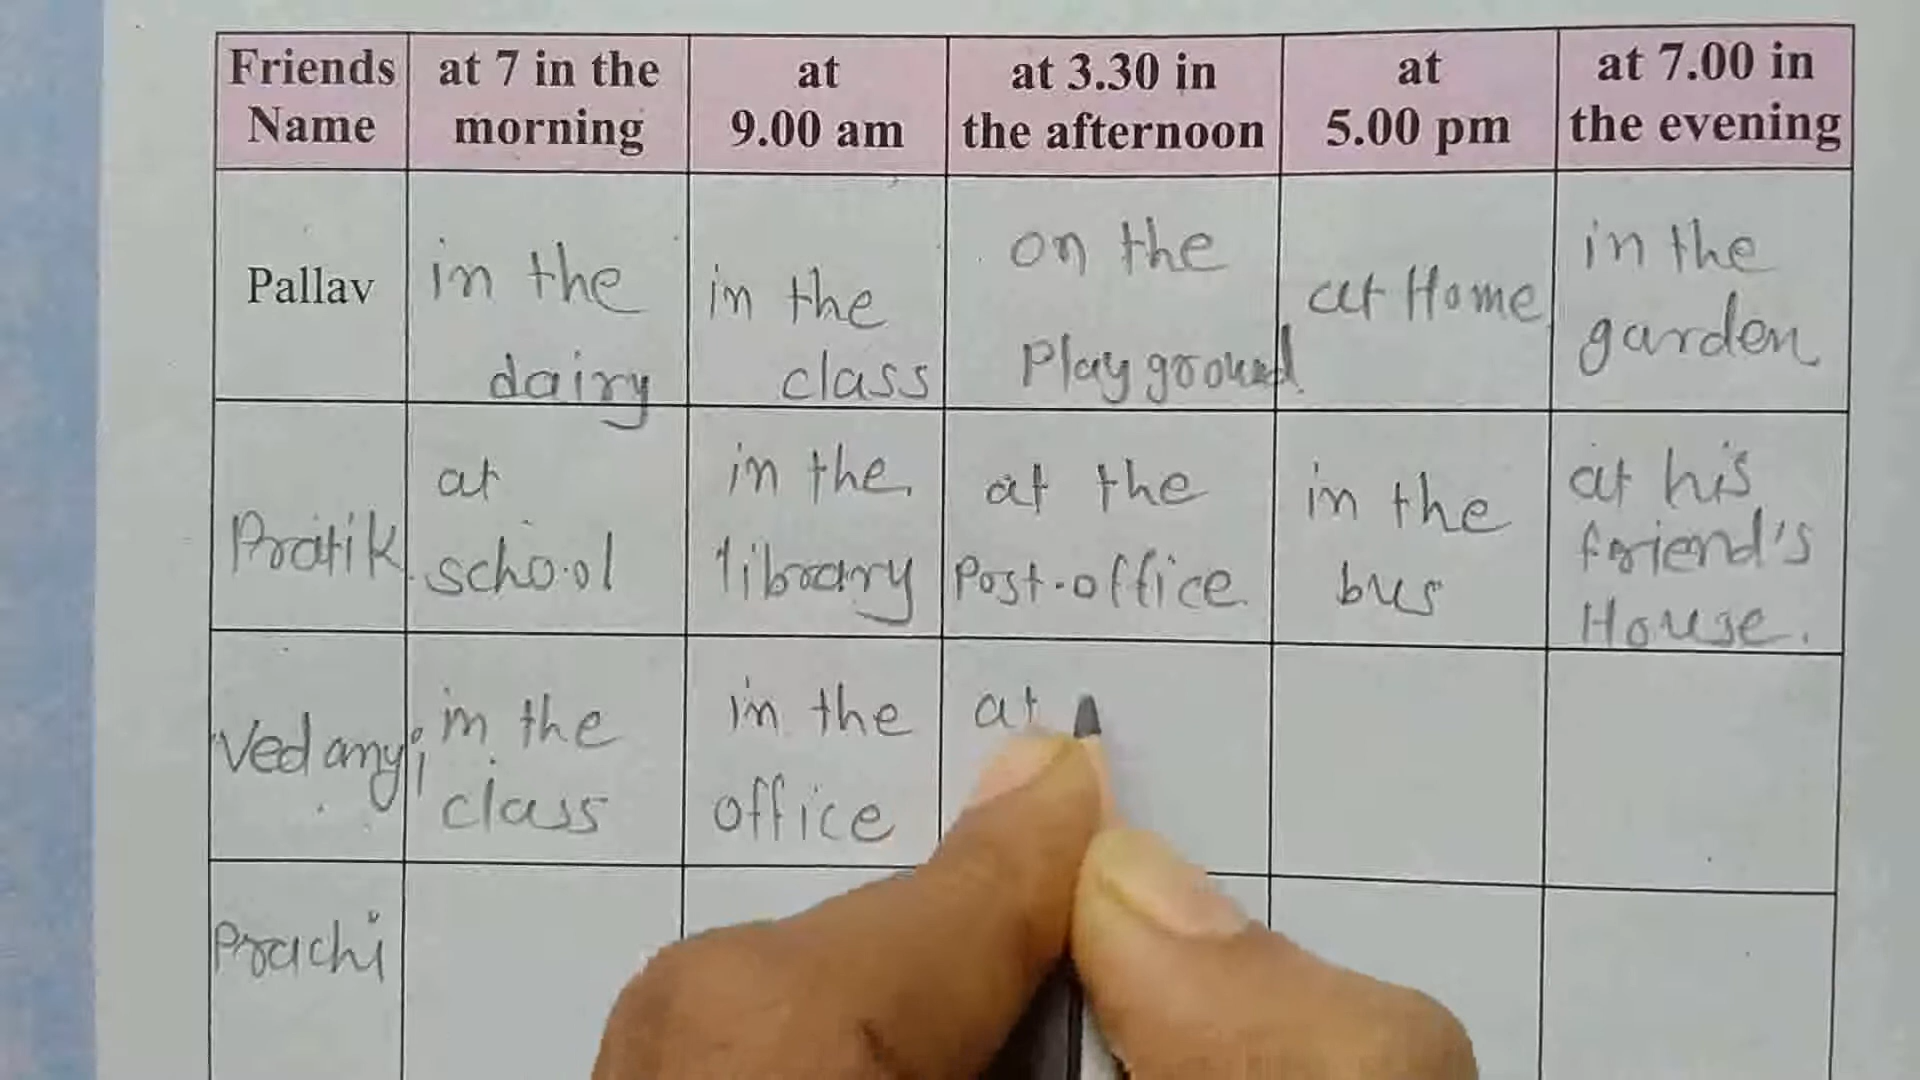 Friends Name
at 7 in the morning
at 9.00 am
at 3.30 in the afternoon
at 5.00 pm
at 7.00 in the evening
Pallav
in the dairy
in the class
on the Playground.
at Home
in the garden
Pratik
at school
in the library
at the Post-office
in the bus
at his friend's House.
Vedanyi
in the class
in the office
at
Prachi